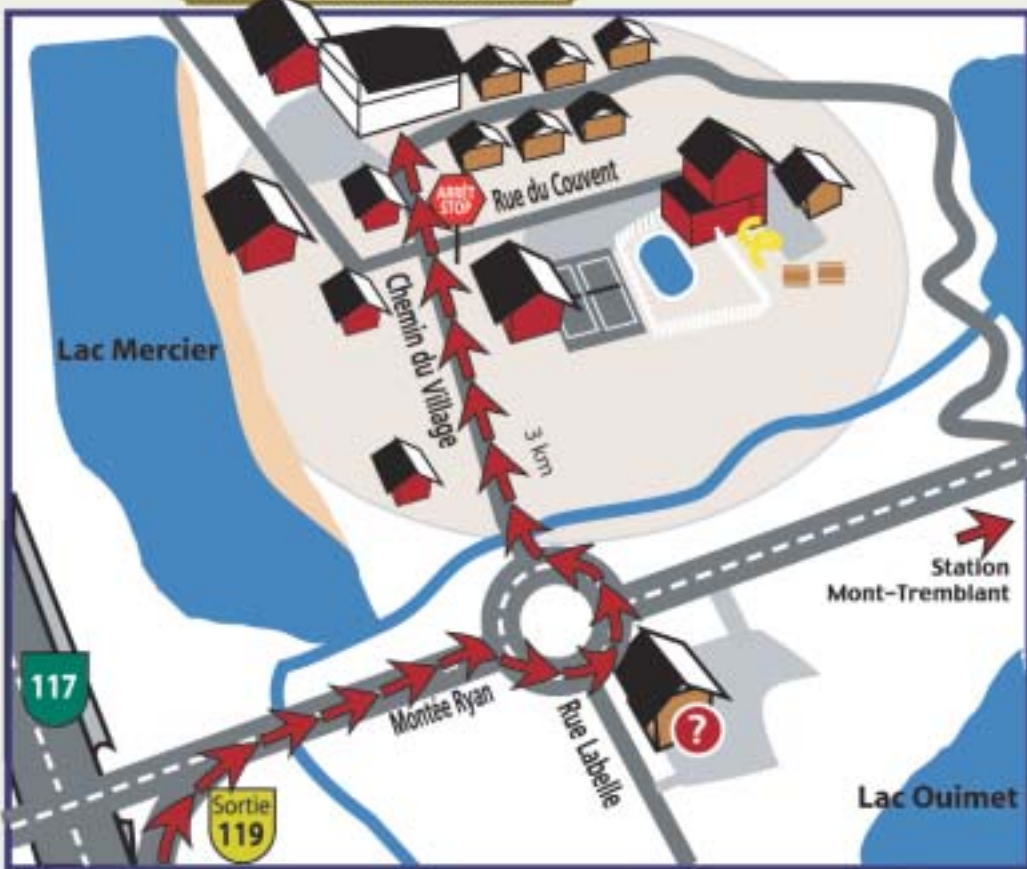 ARRÊT
STOP
Rue du Couvent
Chemin du Village
Lac Mercier
3 km
Station
Mont-Tremblant
117
Montée Ryan
Rue Labelle
?
Sortie
119
Lac Ouimet